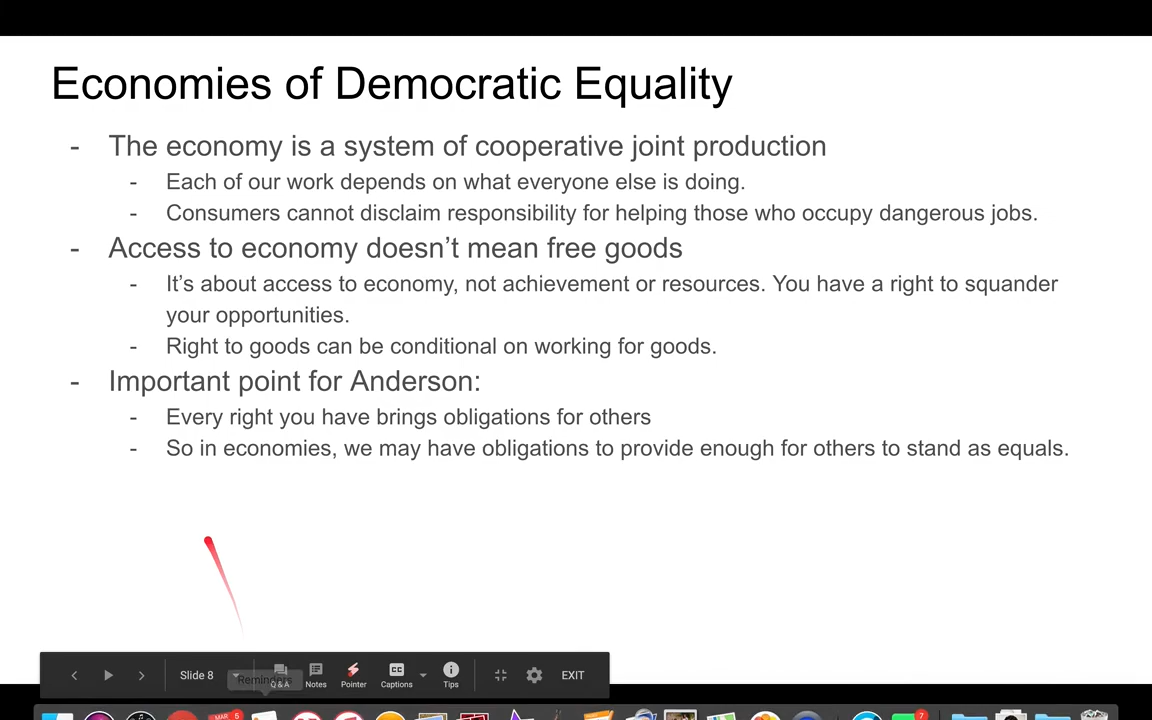 Economies of Democratic Equality
- The economy is a system of cooperative joint production
- Each of our work depends on what everyone else is doing.
- Consumers cannot disclaim responsibility for helping those who occupy dangerous jobs.
- Access to economy doesn’t mean free goods
- It’s about access to economy, not achievement or resources. You have a right to squander
your opportunities.
- Right to goods can be conditional on working for goods.
- Important point for Anderson:
- Every right you have brings obligations for others
- So in economies, we may have obligations to provide enough for others to stand as equals.
Slide 8
Reminders
Q&A
Notes
Pointer
CC
Captions
Tips
EXIT
MAR 5
7